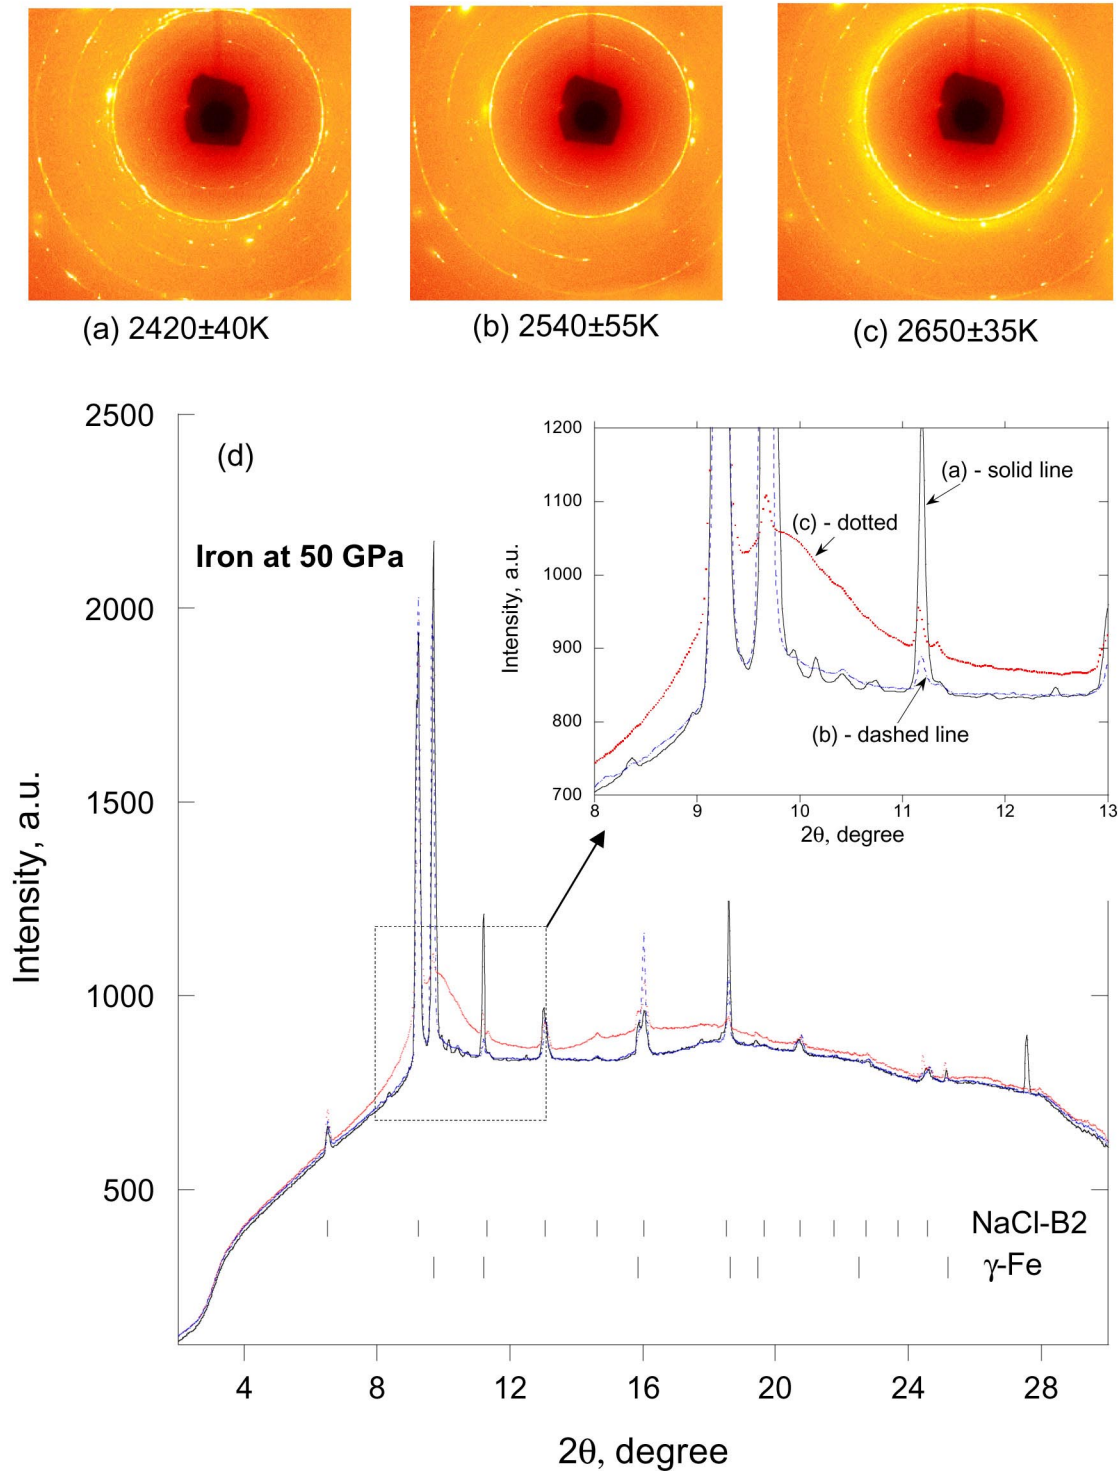 (a) 2420±40K
(b) 2540±55K
(c) 2650±35K
(d)
Iron at 50 GPa
Intensity, a.u.
2500
2000
1500
1000
500
4
8
12
16
20
24
28
2θ, degree
NaCl-B2
γ-Fe
Intensity, a.u.
1200
1100
1000
900
800
700
8
9
10
11
12
13
2θ, degree
(a) - solid line
(c) - dotted
(b) - dashed line